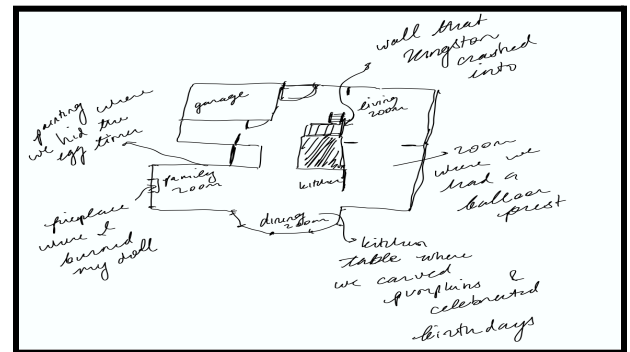 wall that
Kingston
crashed
into
painting where
we hid the
egg timer
garage
living
room
room
where we
had a
balloon
family
room
kitchen
fireplace
where I
burned
my doll
dining
room
kitchen
table where
we carved
pumpkins &
celebrated
birthdays